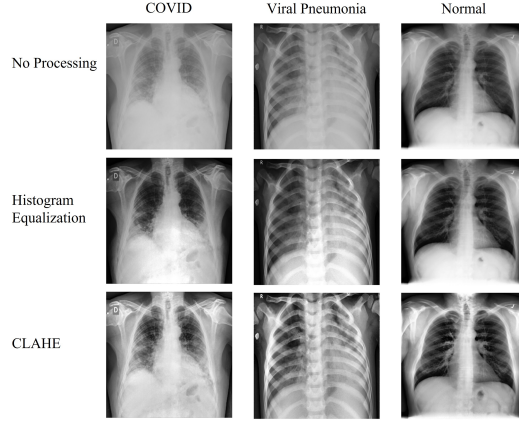 COVID
Viral Pneumonia
Normal
No Processing
D
R
Histogram
Equalization
D
R
CLAHE
D
R